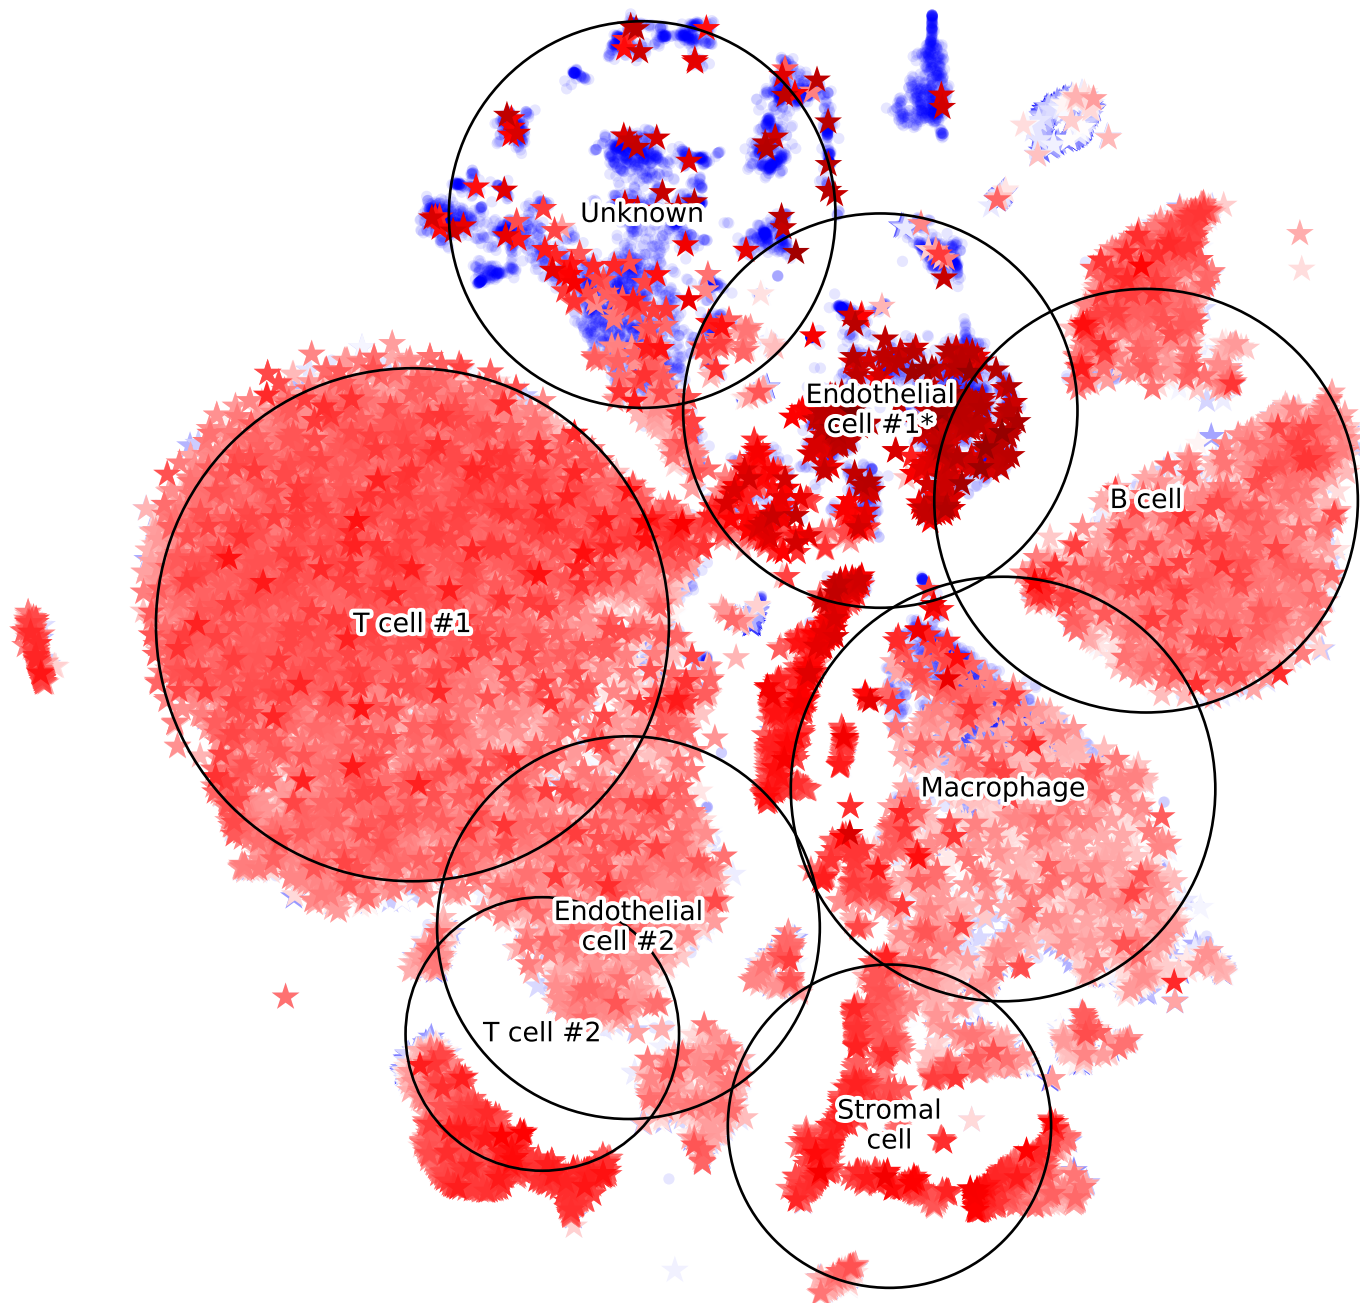 Unknown
Endothelial
cell #1*
B cell
T cell #1
Macrophage
Endothelial
cell #2
T cell #2
Stromal
cell